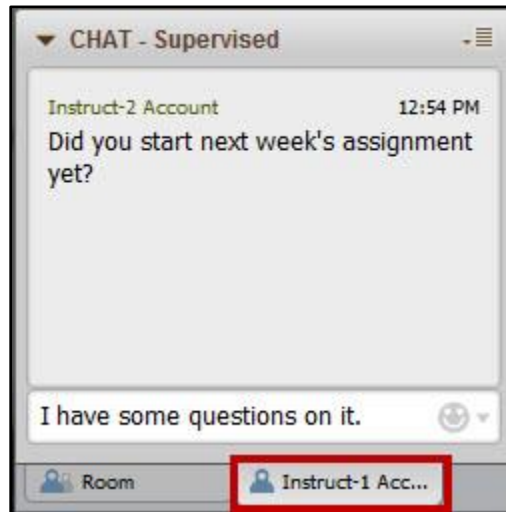 CHAT - Supervised
Instruct-2 Account 12:54 PM
Did you start next week's assignment
yet?
I have some questions on it.
Room Instruct-1 Acc...